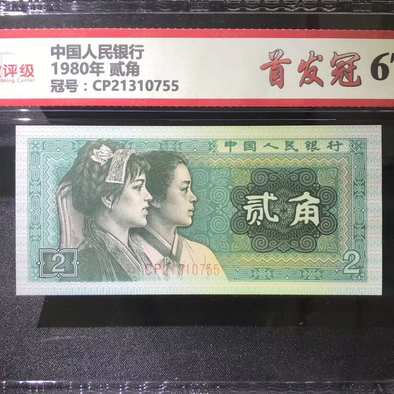 评级
中国人民银行
1980年 贰角
冠号：CP21310755
首发冠 67
中国人民银行
贰角
CP21310755
2
2